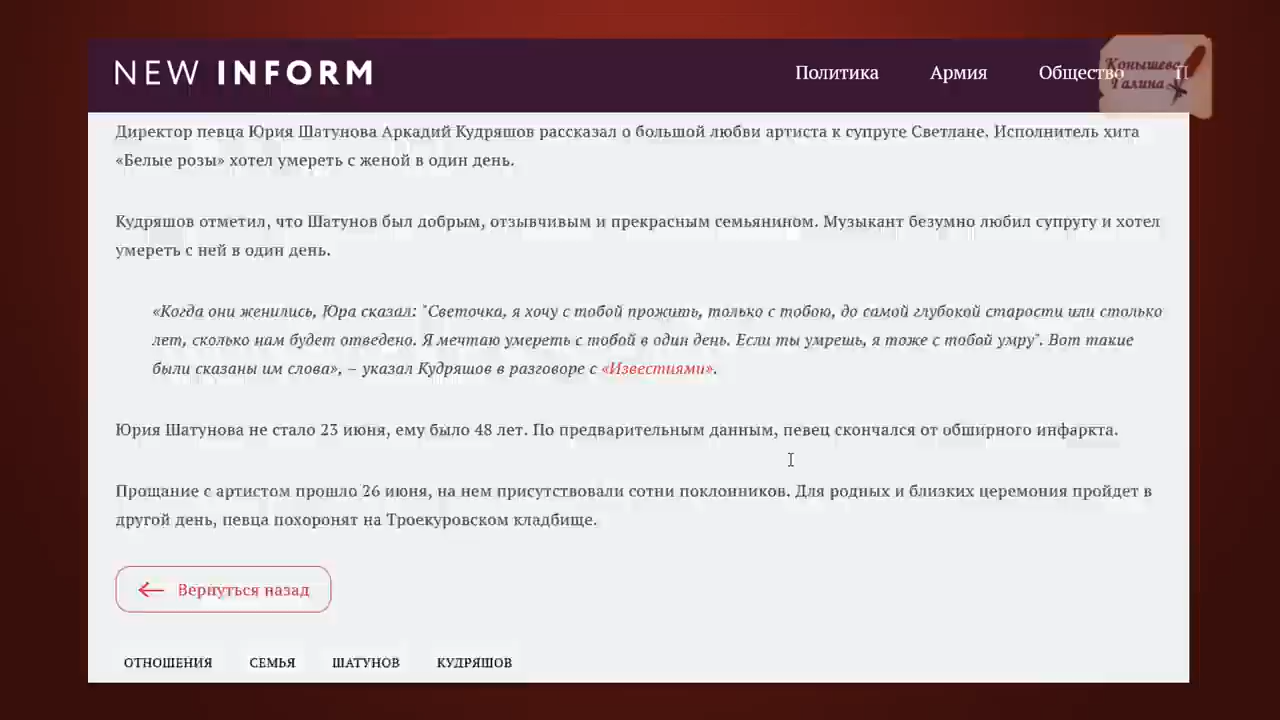 NEW INFORM
Политика Армия Общество П
Конышева
Галина
Директор певца Юрия Шатунова Аркадий Кудряшов рассказал о большой любви артиста к супруге Светлане. Исполнитель хита
«Белые розы» хотел умереть с женой в один день.
Кудряшов отметил, что Шатунов был добрым, отзывчивым и прекрасным семьянином. Музыкант безумно любил супругу и хотел
умереть с ней в один день.
«Когда они женились, Юра сказал: "Светочка, я хочу с тобой прожить, только с тобою, до самой глубокой старости или столько
лет, сколько нам будет отведено. Я мечтаю умереть с тобой в один день. Если ты умрешь, я тоже с тобой умру". Вот такие
были сказаны им слова», – указал Кудряшов в разговоре с «Известиями».
Юрия Шатунова не стало 23 июня, ему было 48 лет. По предварительным данным, певец скончался от обширного инфаркта.
Прощание с артистом прошло 26 июня, на нем присутствовали сотни поклонников. Для родных и близких церемония пройдет в
другой день, певца похоронят на Троекуровском кладбище.
Вернуться назад
ОТНОШЕНИЯ СЕМЬЯ ШАТУНОВ КУДРЯШОВ